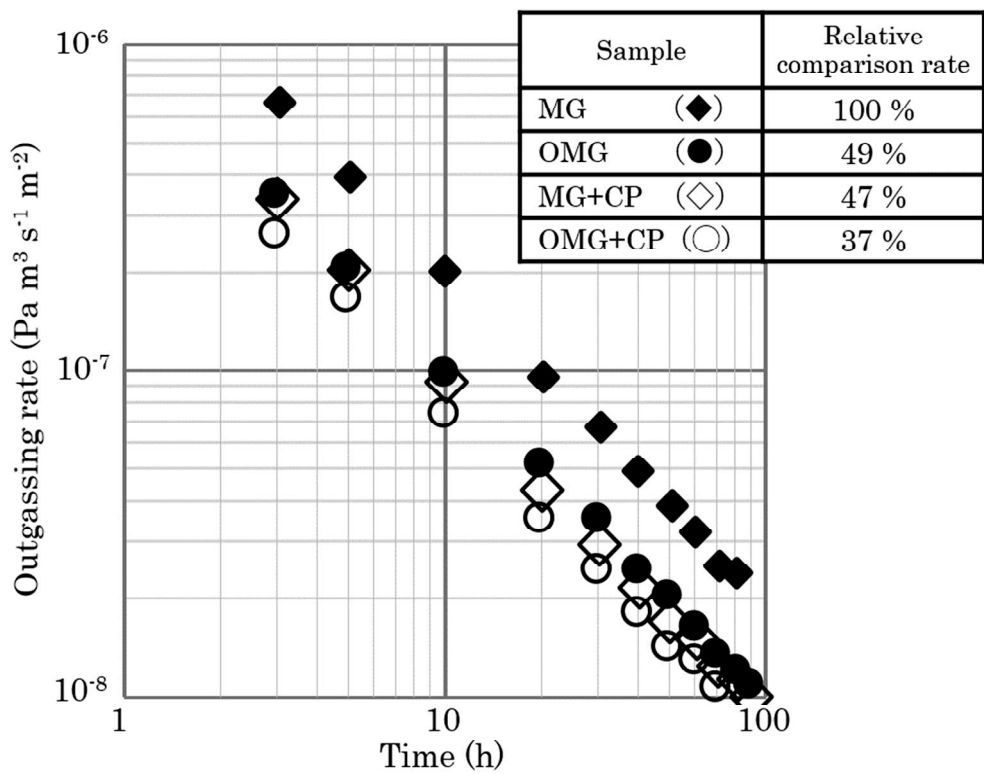 Outgassing rate (Pa m³ s⁻¹ m⁻²)
10⁻⁶
10⁻⁷
10⁻⁸
1
10
100
Time (h)
Sample Relative comparison rate
MG (◆) 100 %
OMG (●) 49 %
MG+CP (◇) 47 %
OMG+CP (○) 37 %